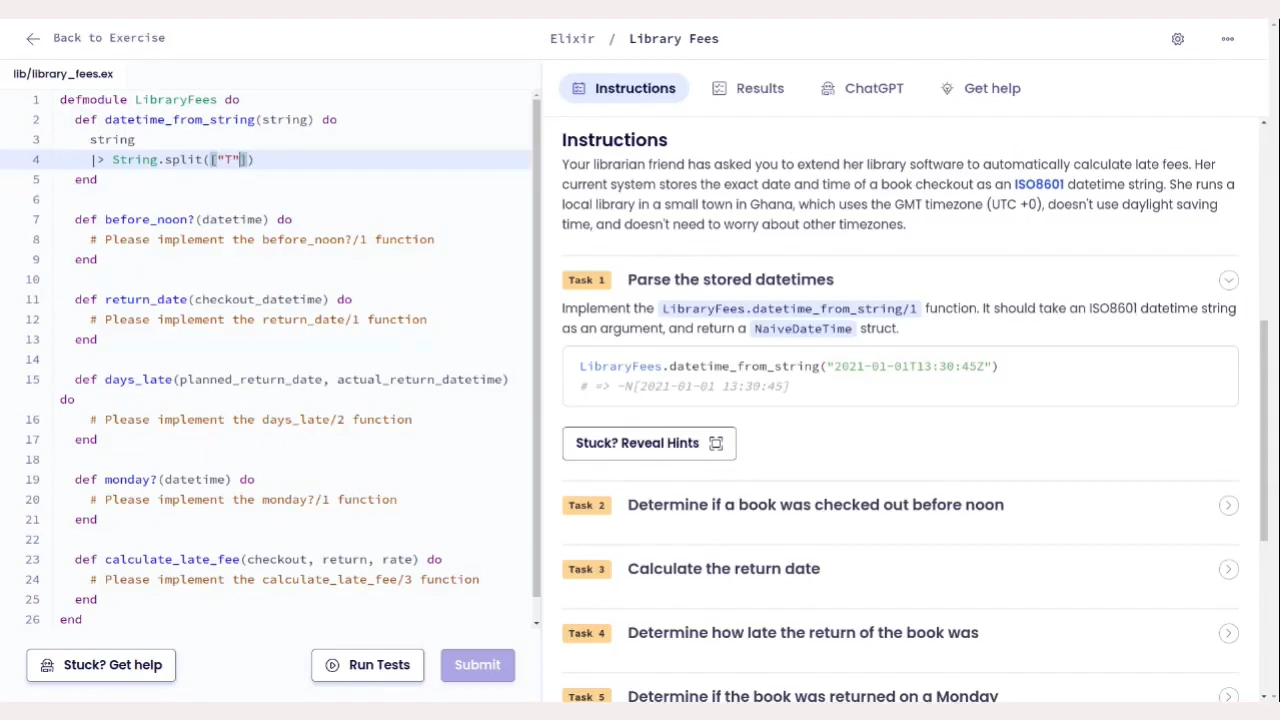 Back to Exercise
Elixir / Library Fees
lib/library_fees.ex
1 defmodule LibraryFees do
2 def datetime_from_string(string) do
3 string
4 |> String.split(["T"])
5 end
6
7 def before_noon?(datetime) do
8 # Please implement the before_noon?/1 function
9 end
10
11 def return_date(checkout_datetime) do
12 # Please implement the return_date/1 function
13 end
14
15 def days_late(planned_return_date, actual_return_datetime)
do
16 # Please implement the days_late/2 function
17 end
18
19 def monday?(datetime) do
20 # Please implement the monday?/1 function
21 end
22
23 def calculate_late_fee(checkout, return, rate) do
24 # Please implement the calculate_late_fee/3 function
25 end
26 end
Stuck? Get help
Run Tests
Submit
Instructions
Results
ChatGPT
Get help
Instructions
Your librarian friend has asked you to extend her library software to automatically calculate late fees. Her
current system stores the exact date and time of a book checkout as an ISO8601 datetime string. She runs a
local library in a small town in Ghana, which uses the GMT timezone (UTC +0), doesn't use daylight saving
time, and doesn't need to worry about other timezones.
Task 1 Parse the stored datetimes
Implement the LibraryFees.datetime_from_string/1 function. It should take an ISO8601 datetime string
as an argument, and return a NaiveDateTime struct.
LibraryFees.datetime_from_string("2021-01-01T13:30:45Z")
# => ~N[2021-01-01 13:30:45]
Stuck? Reveal Hints
Task 2 Determine if a book was checked out before noon
Task 3 Calculate the return date
Task 4 Determine how late the return of the book was
Task 5 Determine if the book was returned on a Monday